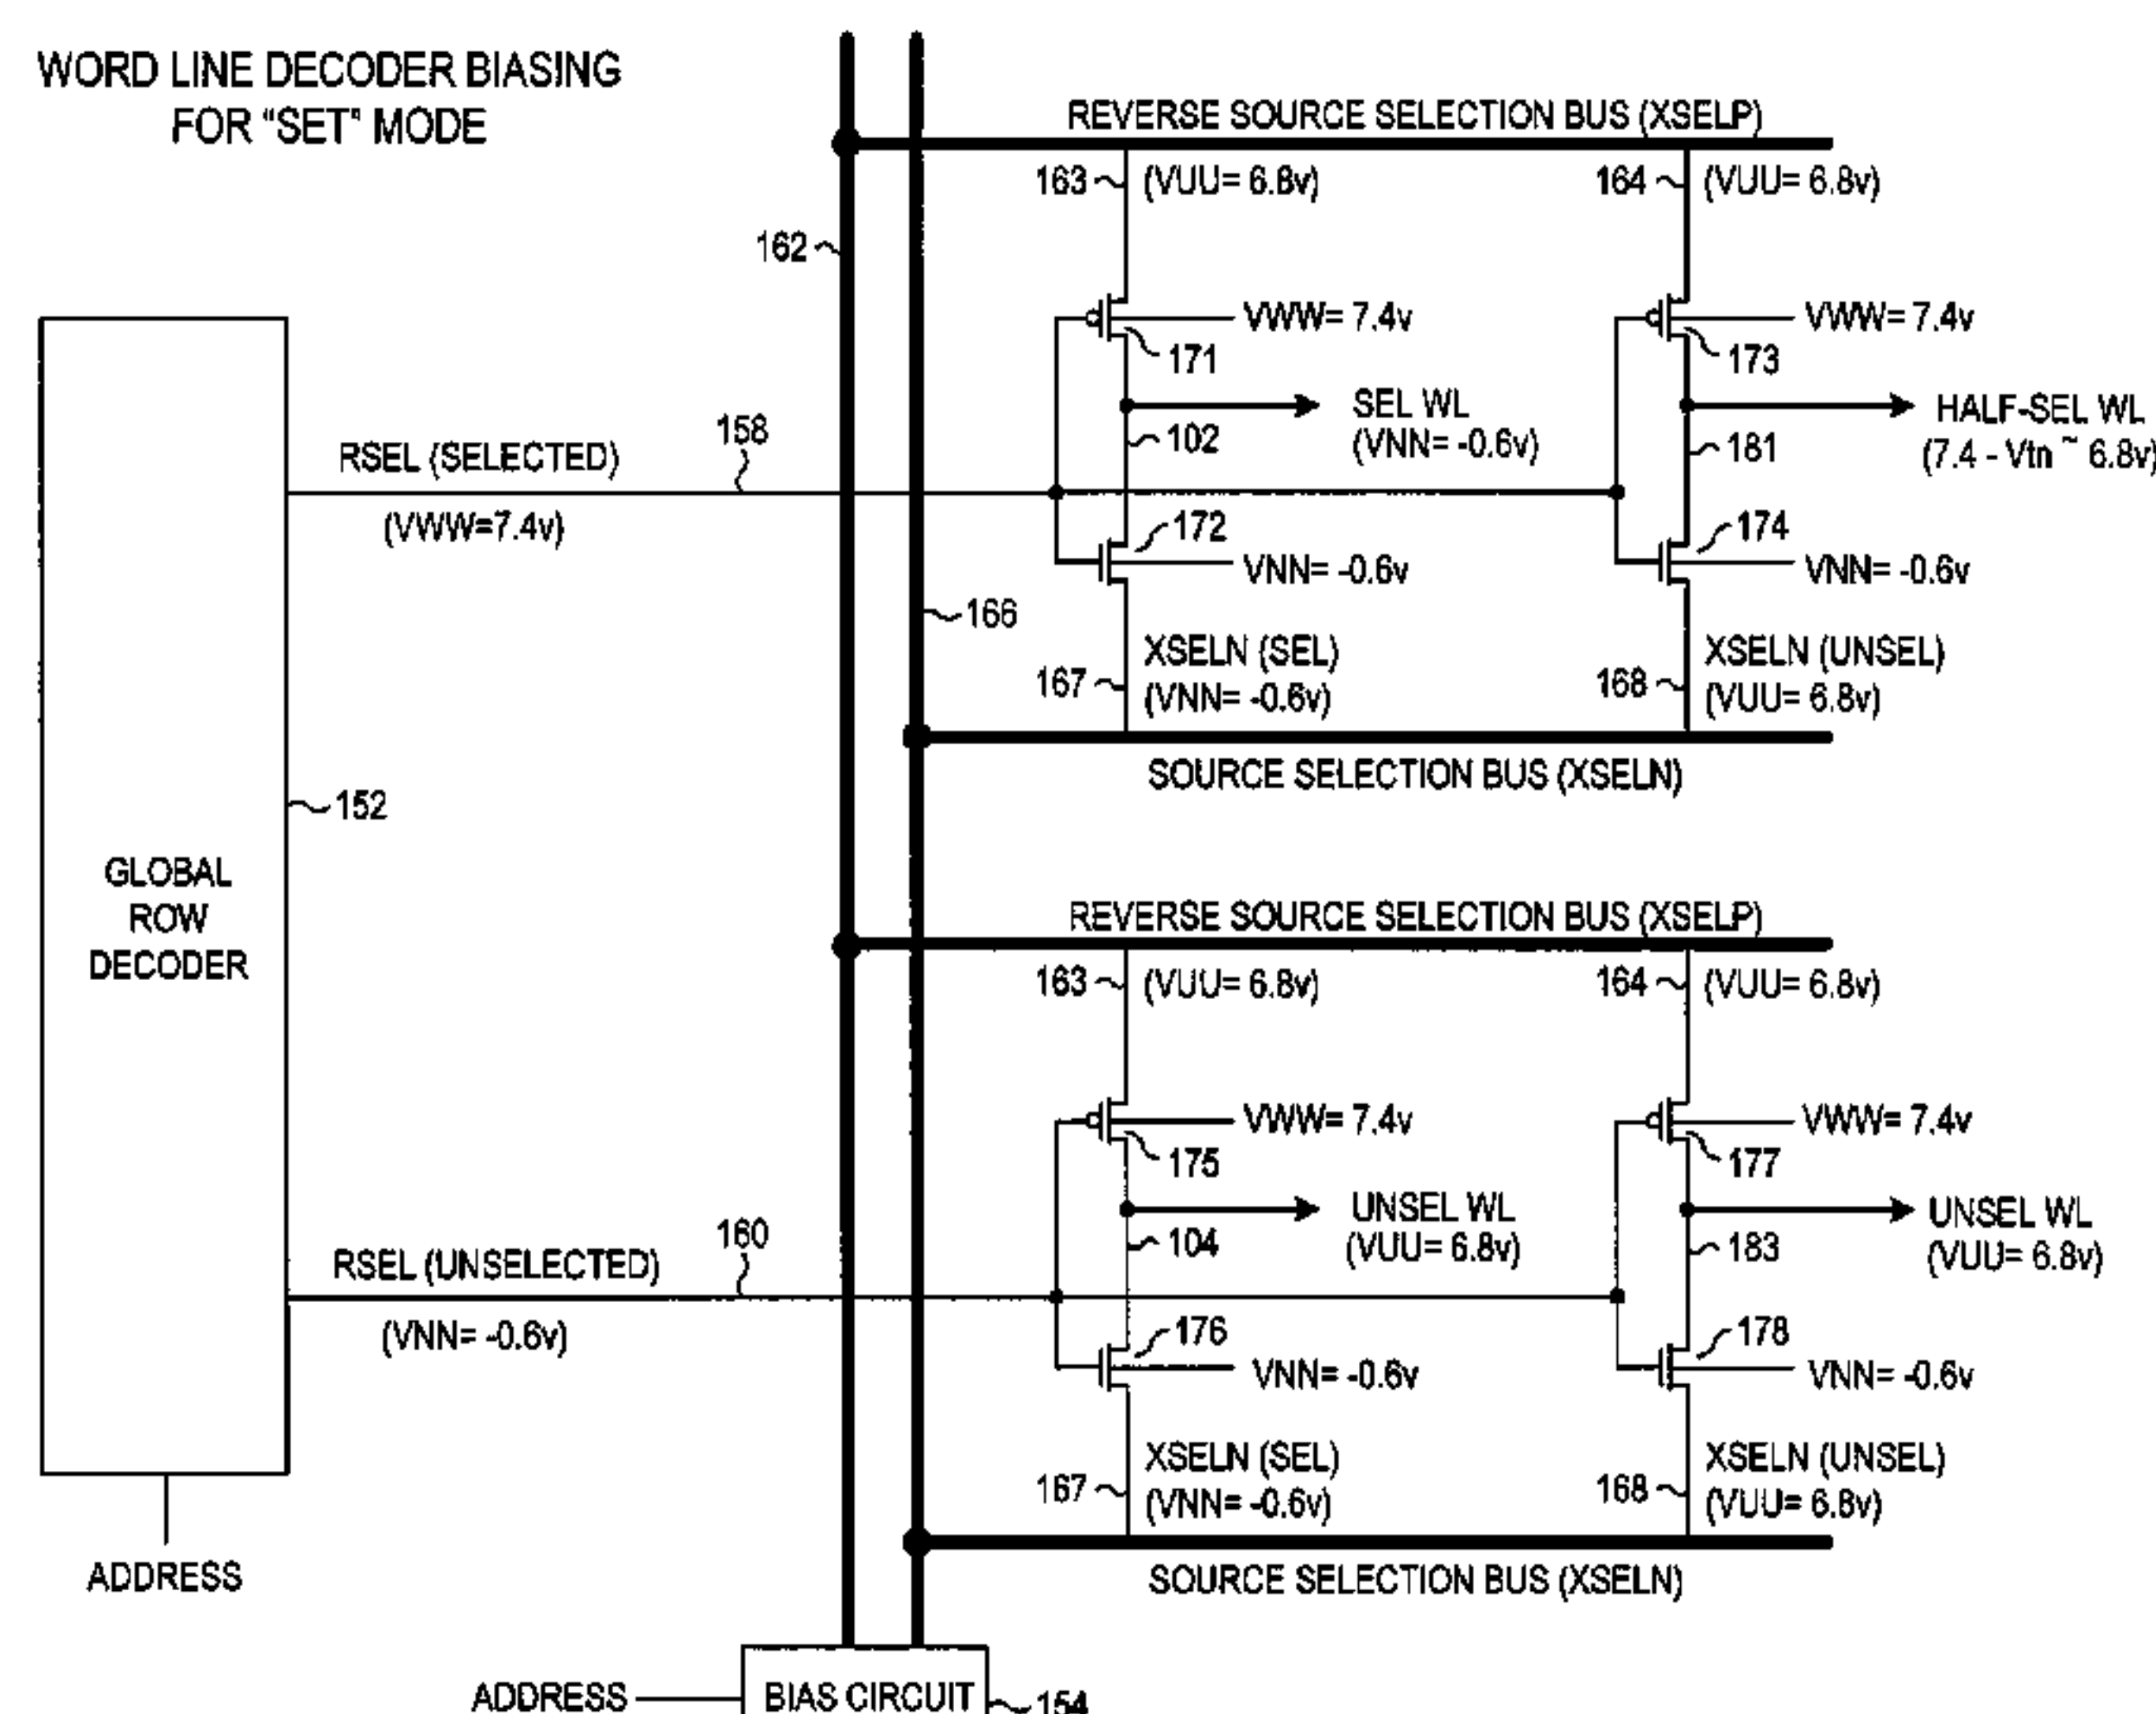 WORD LINE DECODER BIASING
FOR "SET" MODE
REVERSE SOURCE SELECTION BUS (XSELP)
163
(VUU= 6.8v)
164
(VUU= 6.8v)
162
VWW= 7.4v
171
VWW= 7.4v
173
SEL WL
(VNN= -0.6v)
102
HALF-SEL WL
(7.4 - Vtn ~ 6.8v)
181
RSEL (SELECTED)
158
(VWW=7.4v)
172
VNN= -0.6v
174
VNN= -0.6v
166
XSELN (SEL)
167
(VNN= -0.6v)
XSELN (UNSEL)
168
(VUU= 6.8v)
SOURCE SELECTION BUS (XSELN)
152
GLOBAL
ROW
DECODER
REVERSE SOURCE SELECTION BUS (XSELP)
163
(VUU= 6.8v)
164
(VUU= 6.8v)
VWW= 7.4v
175
VWW= 7.4v
177
UNSEL WL
(VUU= 6.8v)
104
UNSEL WL
(VUU= 6.8v)
183
RSEL (UNSELECTED)
160
(VNN= -0.6v)
176
VNN= -0.6v
178
VNN= -0.6v
XSELN (SEL)
167
(VNN= -0.6v)
XSELN (UNSEL)
168
(VUU= 6.8v)
SOURCE SELECTION BUS (XSELN)
ADDRESS
ADDRESS
BIAS CIRCUIT
154